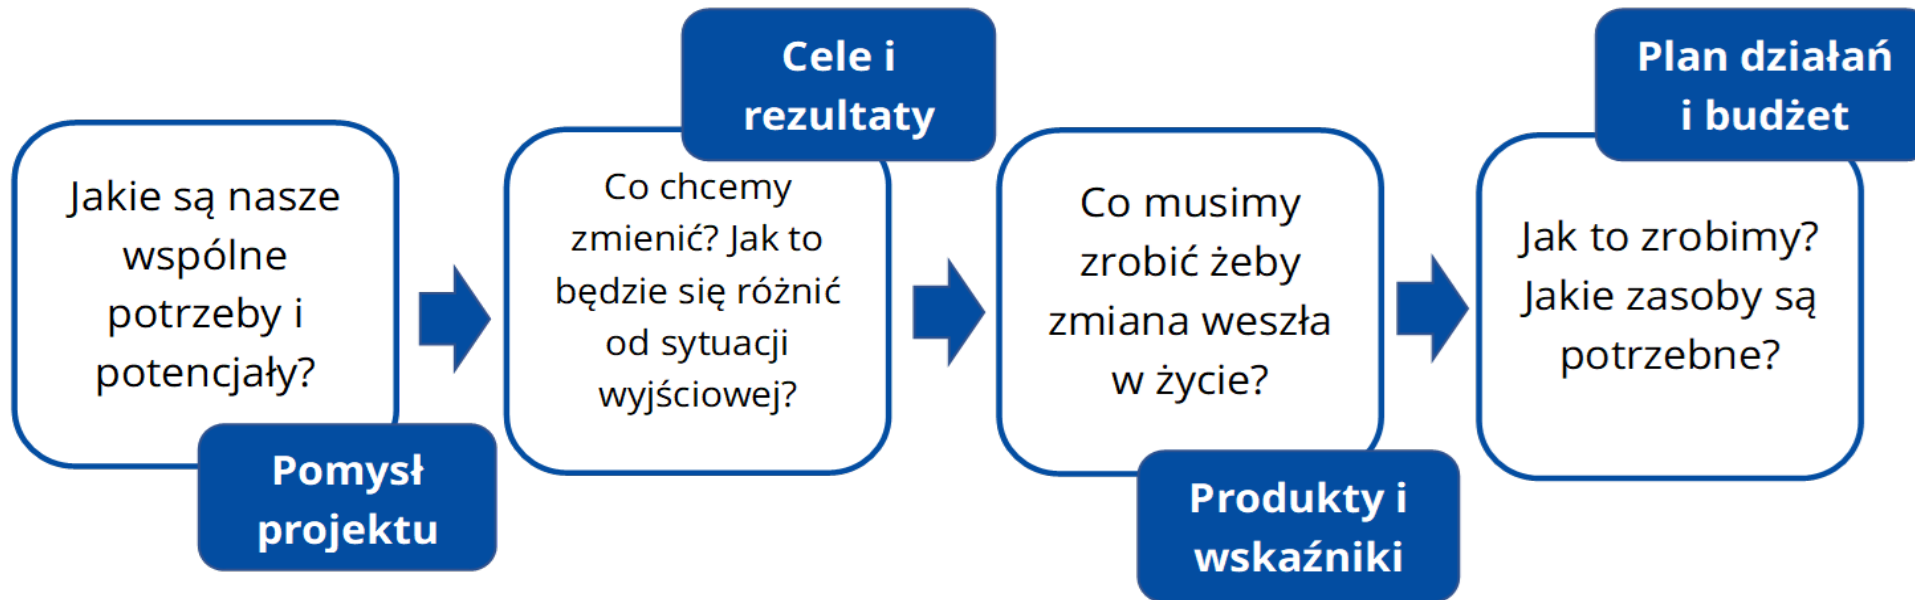 Jakie są nasze
wspólne
potrzeby i
potencjały?
Pomysł
projektu
Cele i
rezultaty
Co chcemy
zmienić? Jak to
będzie się różnić
od sytuacji
wyjściowej?
Co musimy
zrobić żeby
zmiana weszła
w życie?
Produkty i
wskaźniki
Plan działań
i budżet
Jak to zrobimy?
Jakie zasoby są
potrzebne?